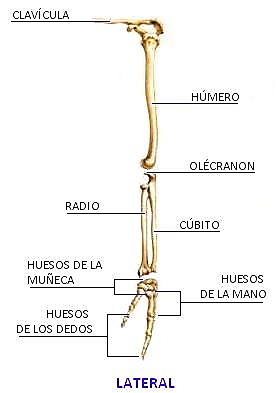 CLAVÍCULA
HÚMERO
OLÉCRANON
RADIO
CÚBITO
HUESOS DE LA
MUÑECA
HUESOS
DE LA MANO
HUESOS
DE LOS DEDOS
LATERAL